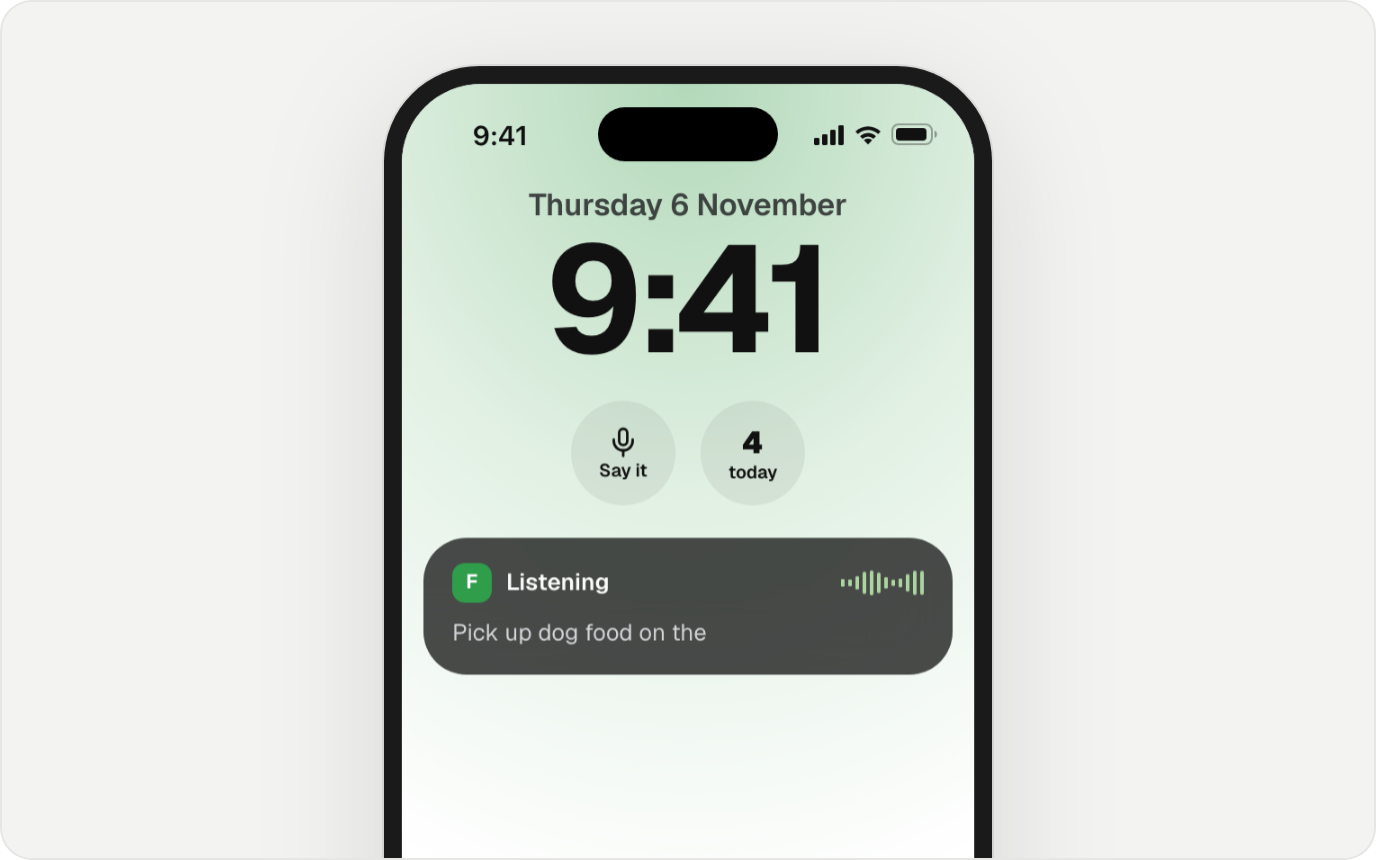 9:41
Thursday 6 November
9:41
Say it
4
today
F
Listening
Pick up dog food on the